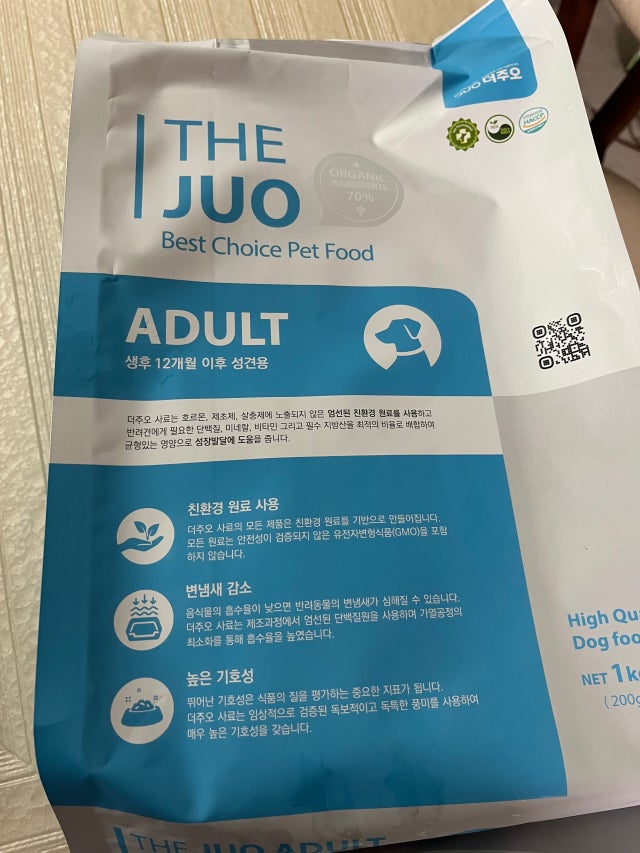 더주오
THE
JUO
ORGANIC
INGREDIENTS
70%
HACCP
Best Choice Pet Food
ADULT
생후 12개월 이후 성견용
더주오 사료는 호르몬, 제초제, 살충제에 노출되지 않은 엄선된 친환경 원료를 사용하고
반려견에게 필요한 단백질, 미네랄, 비타민 그리고 필수 지방산을 최적의 비율로 배합하여
균형있는 영양으로 성장발달에 도움을 줍니다.
친환경 원료 사용
더주오 사료의 모든 제품은 친환경 원료를 기반으로 만들어집니다.
모든 원료는 안전성이 검증되지 않은 유전자변형식품(GMO)을 포함
하지 않습니다.
변냄새 감소
음식물의 흡수율이 낮으면 반려동물의 변냄새가 심해질 수 있습니다.
더주오 사료는 제조과정에서 엄선된 단백질원을 사용하며 가열공정의
최소화를 통해 흡수율을 높였습니다.
높은 기호성
뛰어난 기호성은 식품의 질을 평가하는 중요한 지표가 됩니다.
더주오 사료는 임상적으로 검증된 독보적이고 독특한 풍미를 사용하여
매우 높은 기호성을 갖습니다.
High Qu
Dog foo
NET 1k
(200g
THE JUO ADULT